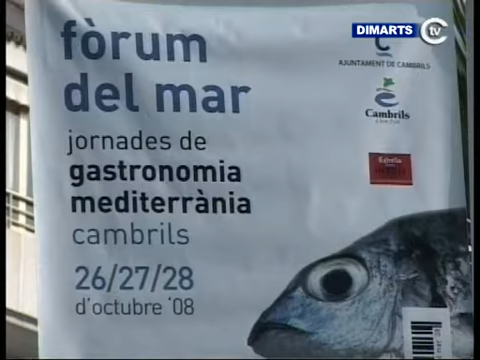 DIMARTS
C tv
fòrum
del mar
AJUNTAMENT DE CAMBRILS
Cambrils
jornades de
gastronomia
mediterrània
cambrils
Estrella
26/27/28
d'octubre '08